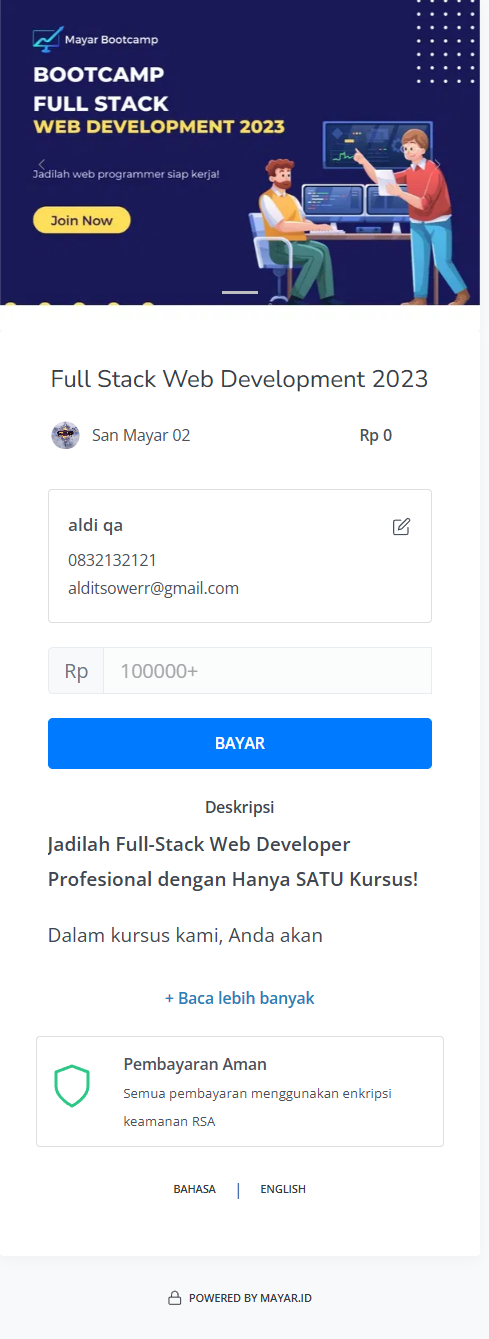 Mayar Bootcamp
BOOTCAMP
FULL STACK
WEB DEVELOPMENT 2023
Jadilah web programmer siap kerja!
Join Now
Full Stack Web Development 2023
San Mayar 02 Rp 0
aldi qa
0832132121
alditsowerr@gmail.com
Rp 100000+
BAYAR
Deskripsi
Jadilah Full-Stack Web Developer
Profesional dengan Hanya SATU Kursus!
Dalam kursus kami, Anda akan
+ Baca lebih banyak
Pembayaran Aman
Semua pembayaran menggunakan enkripsi
keamanan RSA
BAHASA | ENGLISH
POWERED BY MAYAR.ID